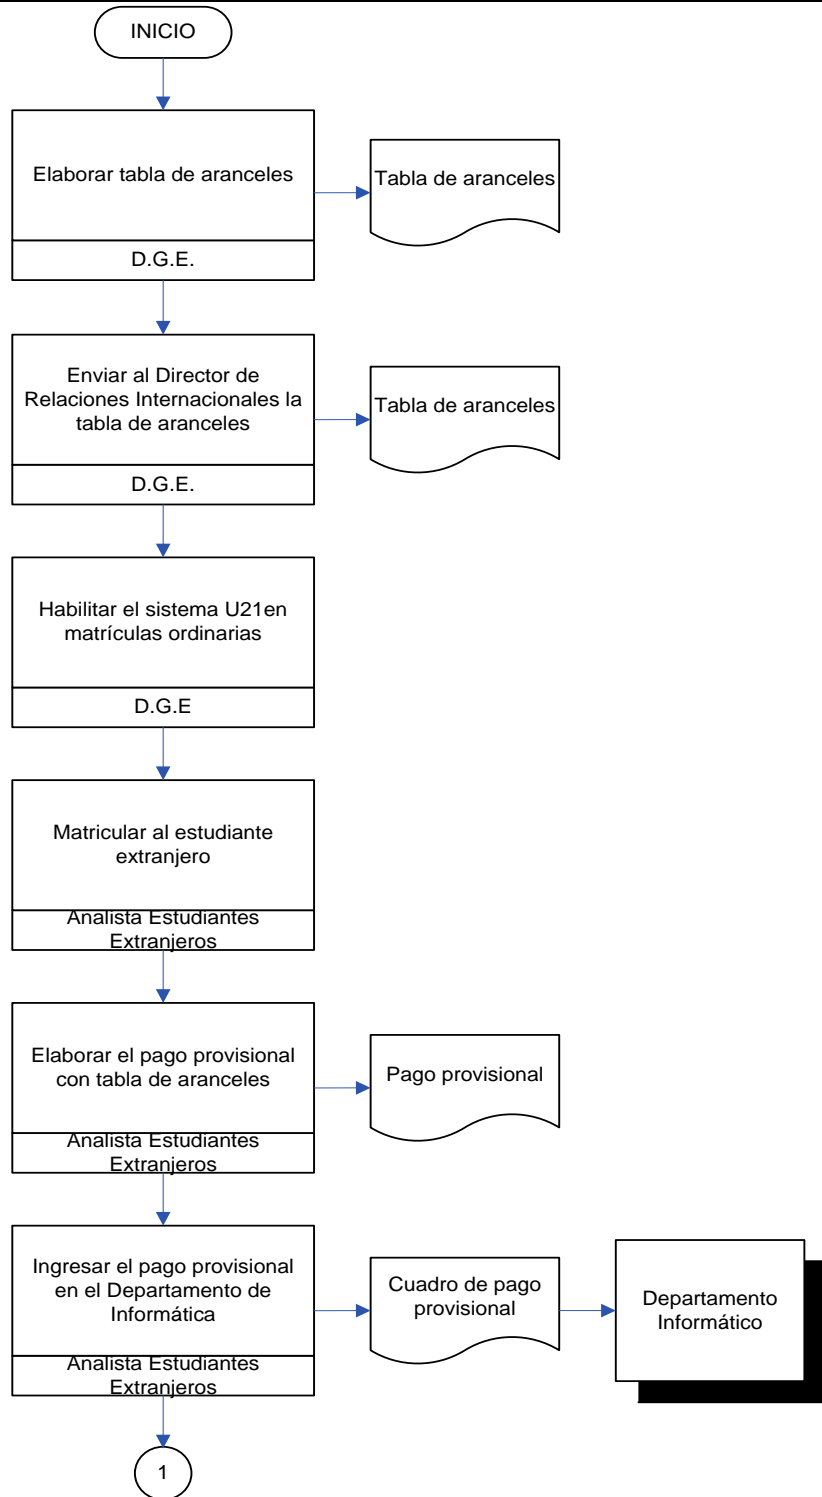 INICIO
Elaborar tabla de aranceles
D.G.E.
Tabla de aranceles
Enviar al Director de
Relaciones Internacionales la
tabla de aranceles
D.G.E.
Tabla de aranceles
Habilitar el sistema U21en
matrículas ordinarias
D.G.E
Matricular al estudiante
extranjero
Analista Estudiantes
Extranjeros
Elaborar el pago provisional
con tabla de aranceles
Analista Estudiantes
Extranjeros
Pago provisional
Ingresar el pago provisional
en el Departamento de
Informática
Analista Estudiantes
Extranjeros
Cuadro de pago
provisional
Departamento
Informático
1